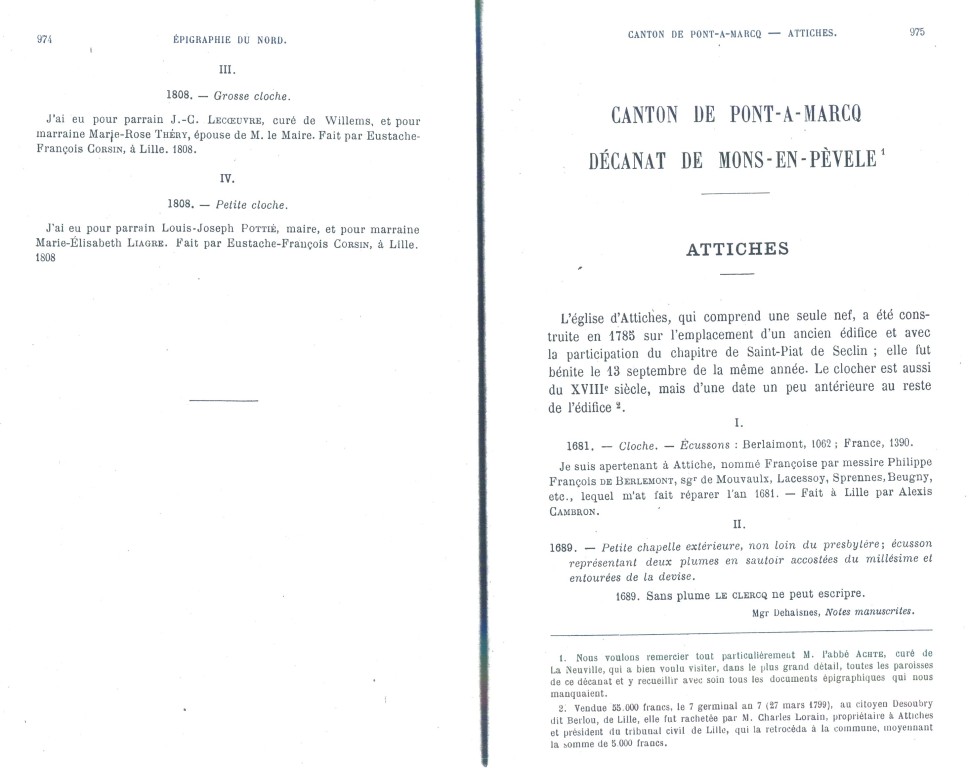 974
ÉPIGRAPHIE DU NORD.
III.
1808. — Grosse cloche.
J'ai eu pour parrain J.-C. LECŒUVRE, curé de Willems, et pour
marraine Marie-Rose THÉRY, épouse de M. le Maire. Fait par Eustache-
François CORSIN, à Lille. 1808.
IV.
1808. — Petite cloche.
J'ai eu pour parrain Louis-Joseph POTTIÉ, maire, et pour marraine
Marie-Élisabeth LIAGRE. Fait par Eustache-François CORSIN, à Lille.
1808
CANTON DE PONT-A-MARCQ — ATTICHES.
975
CANTON DE PONT-A-MARCQ
DÉCANAT DE MONS-EN-PÈVELE 1
ATTICHES
L'église d'Attiches, qui comprend une seule nef, a été cons-
truite en 1785 sur l'emplacement d'un ancien édifice et avec
la participation du chapitre de Saint-Piat de Seclin ; elle fut
bénite le 13 septembre de la même année. Le clocher est aussi
du XVIIIe siècle, mais d'une date un peu antérieure au reste
de l'édifice 2.
I.
1681. — Cloche. — Écussons : Berlaimont, 1062 ; France, 1390.
Je suis apertenant à Attiche, nommé Françoise par messire Philippe
François DE BERLEMONT, sgr de Mouvaulx, Lacessoy, Sprennes, Beugny,
etc., lequel m'at fait réparer l'an 1681. — Fait à Lille par Alexis
CAMBRON.
II.
1689. — Petite chapelle extérieure, non loin du presbytère ; écusson
représentant deux plumes en sautoir accostées du millésime et
entourées de la devise.
1689. Sans plume LE CLERCQ ne peut escripre.
Mgr Dehaisnes, Notes manuscrites.
1. Nous voulons remercier tout particulièrement M. l'abbé ACHTE, curé de
La Neuville, qui a bien voulu visiter, dans le plus grand détail, toutes les paroisses
de ce décanat et y recueillir avec soin tous les documents épigraphiques qui nous
manquaient.
2. Vendue 55.000 francs, le 7 germinal an 7 (27 mars 1799), au citoyen Desoubry
dit Berlou, de Lille, elle fut rachetée par M. Charles Lorain, propriétaire à Attiches
et président du tribunal civil de Lille, qui la retrocéda à la commune, moyennant
la somme de 5.000 francs.